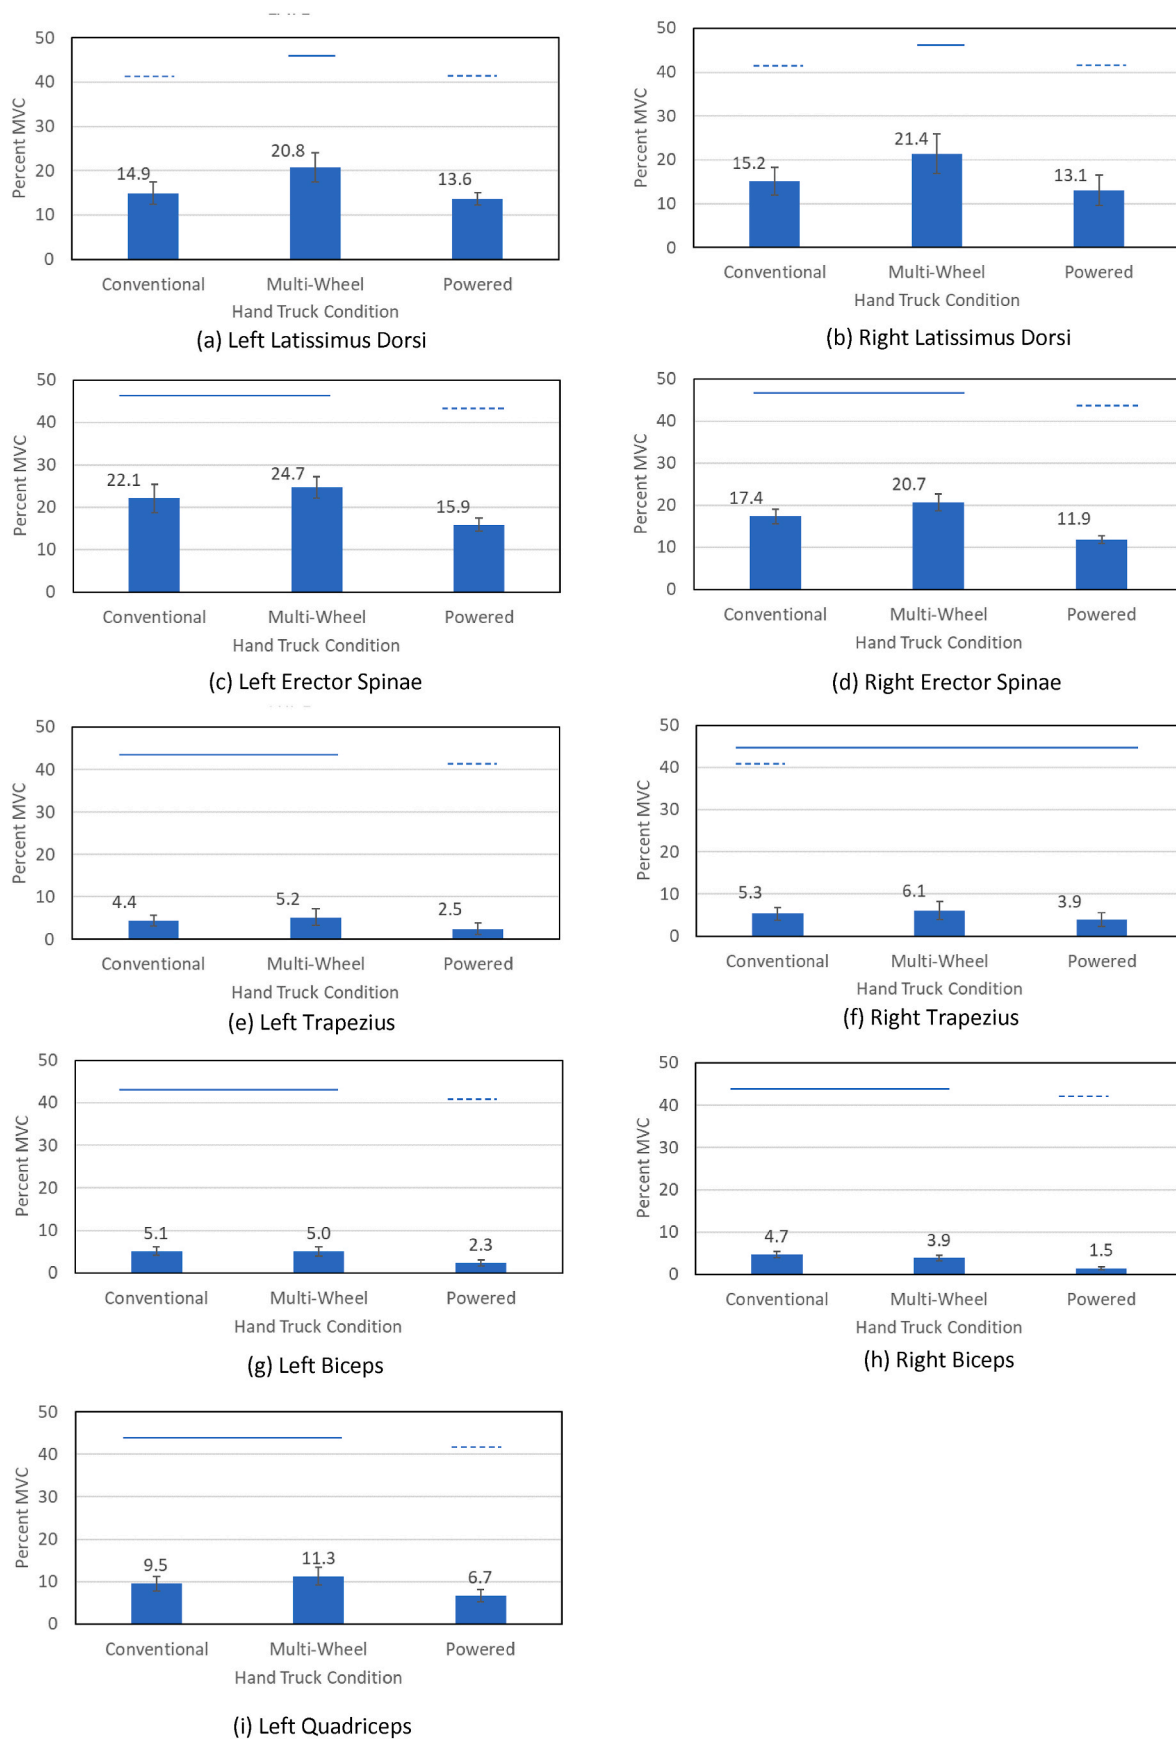 50
40
30
20
10
0
Percent MVC
14.9
20.8
13.6
Conventional Multi-Wheel Powered
Hand Truck Condition
(a) Left Latissimus Dorsi
50
40
30
20
10
0
Percent MVC
15.2
21.4
13.1
Conventional Multi-Wheel Powered
Hand Truck Condition
(b) Right Latissimus Dorsi
50
40
30
20
10
0
Percent MVC
22.1
24.7
15.9
Conventional Multi-Wheel Powered
Hand Truck Condition
(c) Left Erector Spinae
50
40
30
20
10
0
Percent MVC
17.4
20.7
11.9
Conventional Multi-Wheel Powered
Hand Truck Condition
(d) Right Erector Spinae
50
40
30
20
10
0
Percent MVC
4.4
5.2
2.5
Conventional Multi-Wheel Powered
Hand Truck Condition
(e) Left Trapezius
50
40
30
20
10
0
Percent MVC
5.3
6.1
3.9
Conventional Multi-Wheel Powered
Hand Truck Condition
(f) Right Trapezius
50
40
30
20
10
0
Percent MVC
5.1
5.0
2.3
Conventional Multi-Wheel Powered
Hand Truck Condition
(g) Left Biceps
50
40
30
20
10
0
Percent MVC
4.7
3.9
1.5
Conventional Multi-Wheel Powered
Hand Truck Condition
(h) Right Biceps
50
40
30
20
10
0
Percent MVC
9.5
11.3
6.7
Conventional Multi-Wheel Powered
Hand Truck Condition
(i) Left Quadriceps